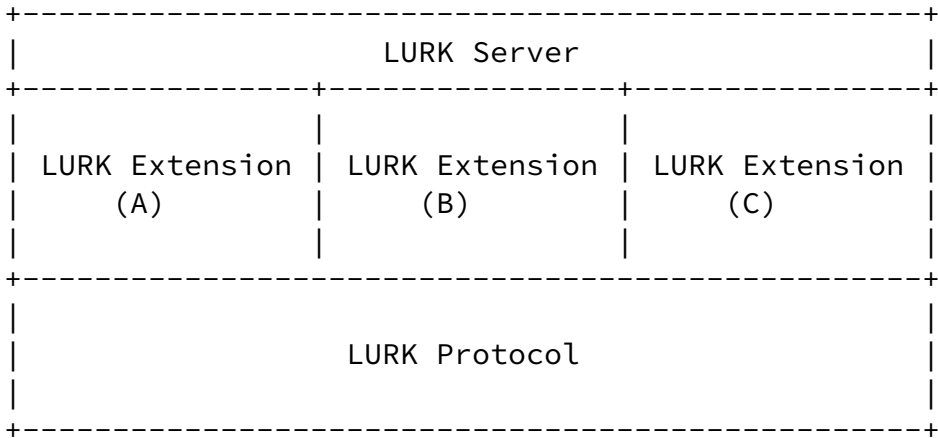 LURK Server
LURK Extension LURK Extension LURK Extension
(A) (B) (C)
LURK Protocol